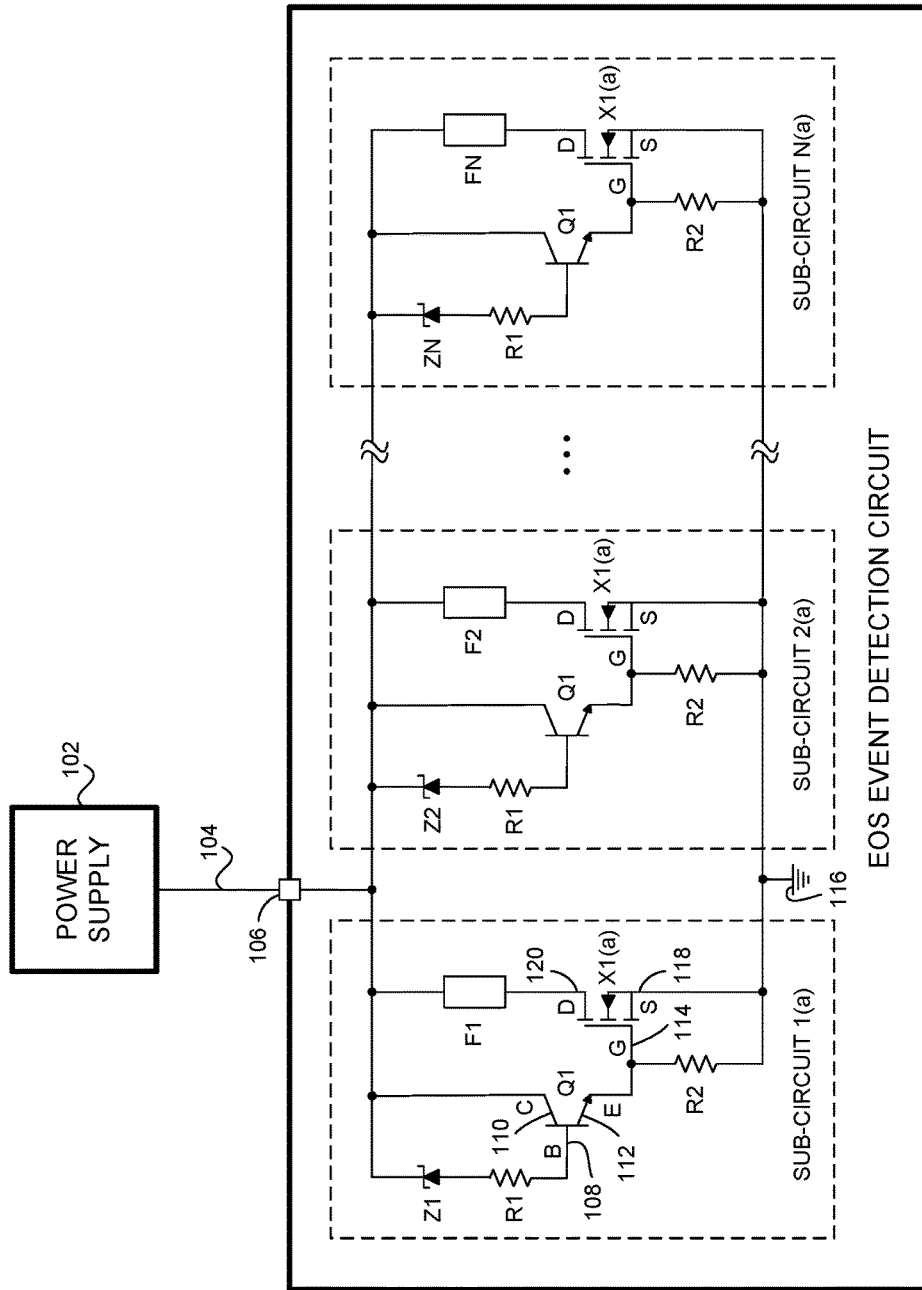 102
POWER
SUPPLY
104
106
Z1
R1
B
108
C
110
Q1
112
E
F1
D
120
X1(a)
G
114
S
118
R2
SUB-CIRCUIT 1(a)
116
Z2
R1
Q1
F2
D
X1(a)
G
S
R2
SUB-CIRCUIT 2(a)
• • •
ZN
R1
Q1
FN
D
X1(a)
G
S
R2
SUB-CIRCUIT N(a)
EOS EVENT DETECTION CIRCUIT